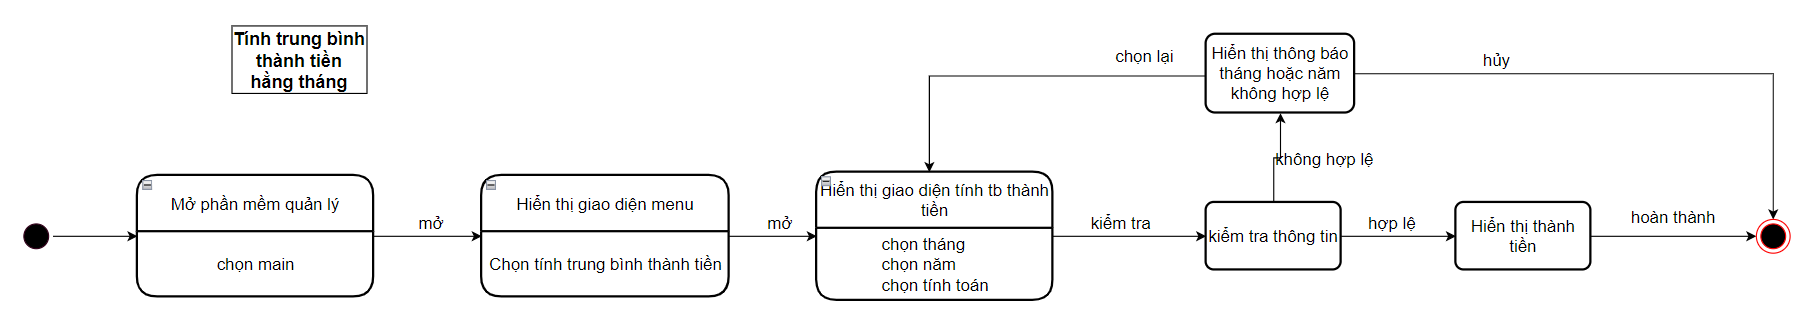 Tính trung bình
thành tiền
hằng tháng
Mở phần mềm quản lý
chọn main
mở
Hiển thị giao diện menu
Chọn tính trung bình thành tiền
mở
Hiển thị giao diện tính tb thành
tiền
chọn tháng
chọn năm
chọn tính toán
kiểm tra
kiểm tra thông tin
không hợp lệ
Hiển thị thông báo
tháng hoặc năm
không hợp lệ
chọn lại
hủy
hợp lệ
Hiển thị thành
tiền
hoàn thành